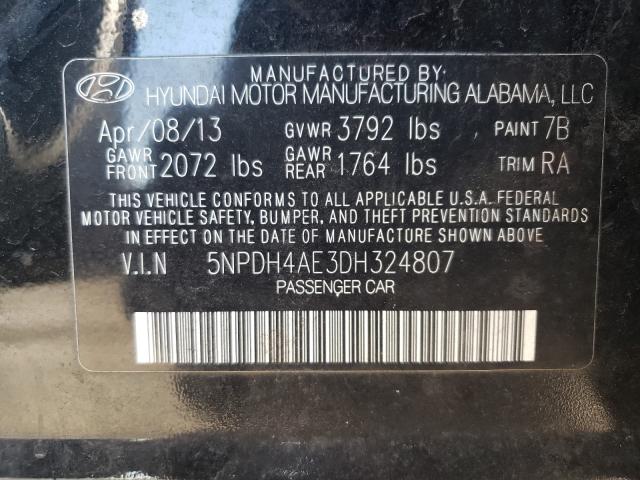 MANUFACTURED BY:
HYUNDAI MOTOR MANUFACTURING ALABAMA, LLC
Apr/08/13 GVWR 3792 lbs PAINT 7B
GAWR FRONT 2072 lbs GAWR REAR 1764 lbs TRIM RA
THIS VEHICLE CONFORMS TO ALL APPLICABLE U.S.A. FEDERAL
MOTOR VEHICLE SAFETY, BUMPER, AND THEFT PREVENTION STANDARDS
IN EFFECT ON THE DATE OF MANUFACTURE SHOWN ABOVE.
V.I.N 5NPDH4AE3DH324807
PASSENGER CAR